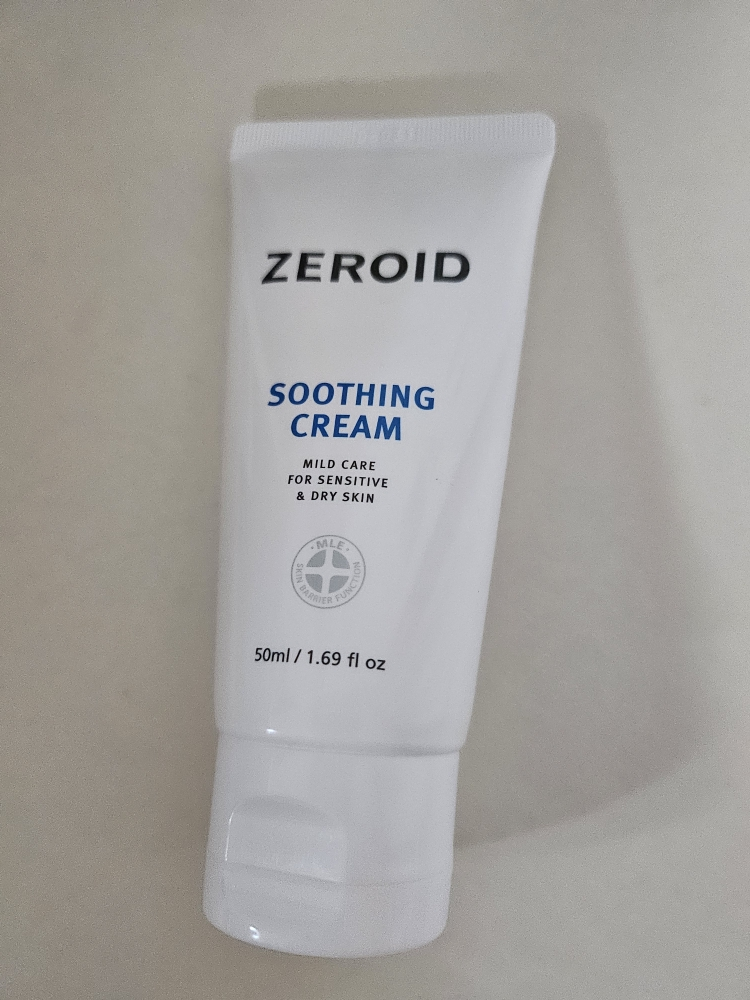 ZEROID
SOOTHING
CREAM
MILD CARE
FOR SENSITIVE
& DRY SKIN
·MLE·
SKIN BARRIER FUNCTION
50ml / 1.69 fl oz